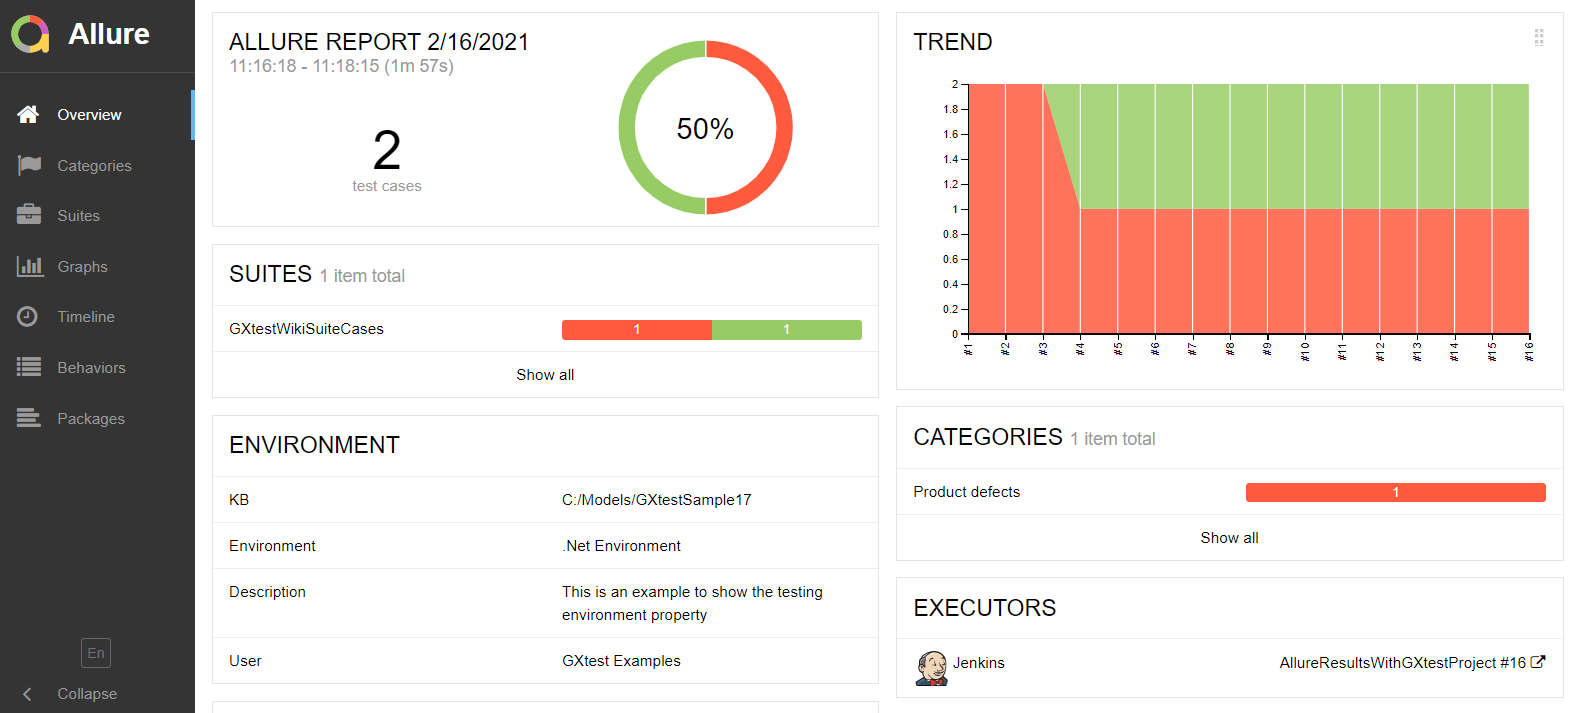 Allure
Overview
Categories
Suites
Graphs
Timeline
Behaviors
Packages
En
Collapse
ALLURE REPORT 2/16/2021
11:16:18 - 11:18:15 (1m 57s)
2
test cases
50%
SUITES 1 item total
GXtestWikiSuiteCases 1 1
Show all
ENVIRONMENT
KB C:/Models/GXtestSample17
Environment .Net Environment
Description This is an example to show the testing
environment property
User GXtest Examples
TREND
2
1.8
1.6
1.4
1.2
1
0.8
0.6
0.4
0.2
0
#1 #2 #3 #4 #5 #6 #7 #8 #9 #10 #11 #12 #13 #14 #15 #16
CATEGORIES 1 item total
Product defects 1
Show all
EXECUTORS
Jenkins AllureResultsWithGXtestProject #16